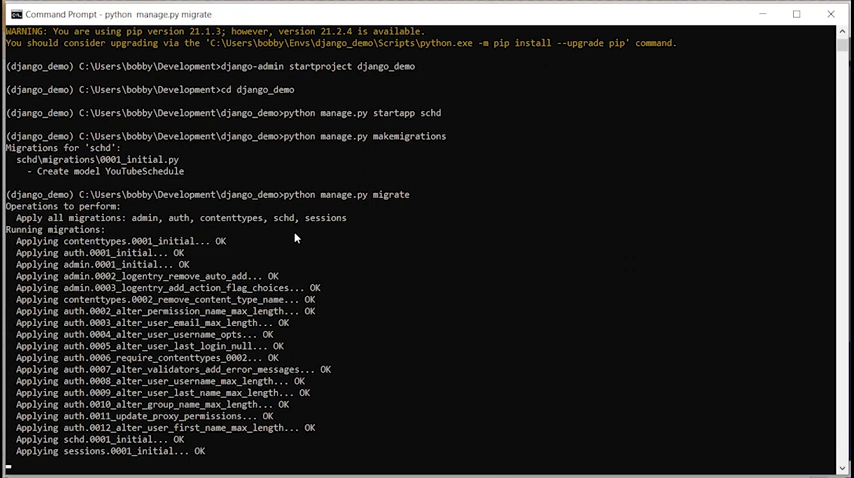 Command Prompt - python manage.py migrate
WARNING: You are using pip version 21.1.3; however, version 21.2.4 is available.
You should consider upgrading via the 'C:\Users\bobby\Envs\django_demo\Scripts\python.exe -m pip install --upgrade pip' command.
(django_demo) C:\Users\bobby\Development>django-admin startproject django_demo
(django_demo) C:\Users\bobby\Development>cd django_demo
(django_demo) C:\Users\bobby\Development\django_demo>python manage.py startapp schd
(django_demo) C:\Users\bobby\Development\django_demo>python manage.py makemigrations
Migrations for 'schd':
schd\migrations\0001_initial.py
- Create model YouTubeSchedule
(django_demo) C:\Users\bobby\Development\django_demo>python manage.py migrate
Operations to perform:
Apply all migrations: admin, auth, contenttypes, schd, sessions
Running migrations:
Applying contenttypes.0001_initial... OK
Applying auth.0001_initial... OK
Applying admin.0001_initial... OK
Applying admin.0002_logentry_remove_auto_add... OK
Applying admin.0003_logentry_add_action_flag_choices... OK
Applying contenttypes.0002_remove_content_type_name... OK
Applying auth.0002_alter_permission_name_max_length... OK
Applying auth.0003_alter_user_email_max_length... OK
Applying auth.0004_alter_user_username_opts... OK
Applying auth.0005_alter_user_last_login_null... OK
Applying auth.0006_require_contenttypes_0002... OK
Applying auth.0007_alter_validators_add_error_messages... OK
Applying auth.0008_alter_user_username_max_length... OK
Applying auth.0009_alter_user_last_name_max_length... OK
Applying auth.0010_alter_group_name_max_length... OK
Applying auth.0011_update_proxy_permissions... OK
Applying auth.0012_alter_user_first_name_max_length... OK
Applying schd.0001_initial... OK
Applying sessions.0001_initial... OK